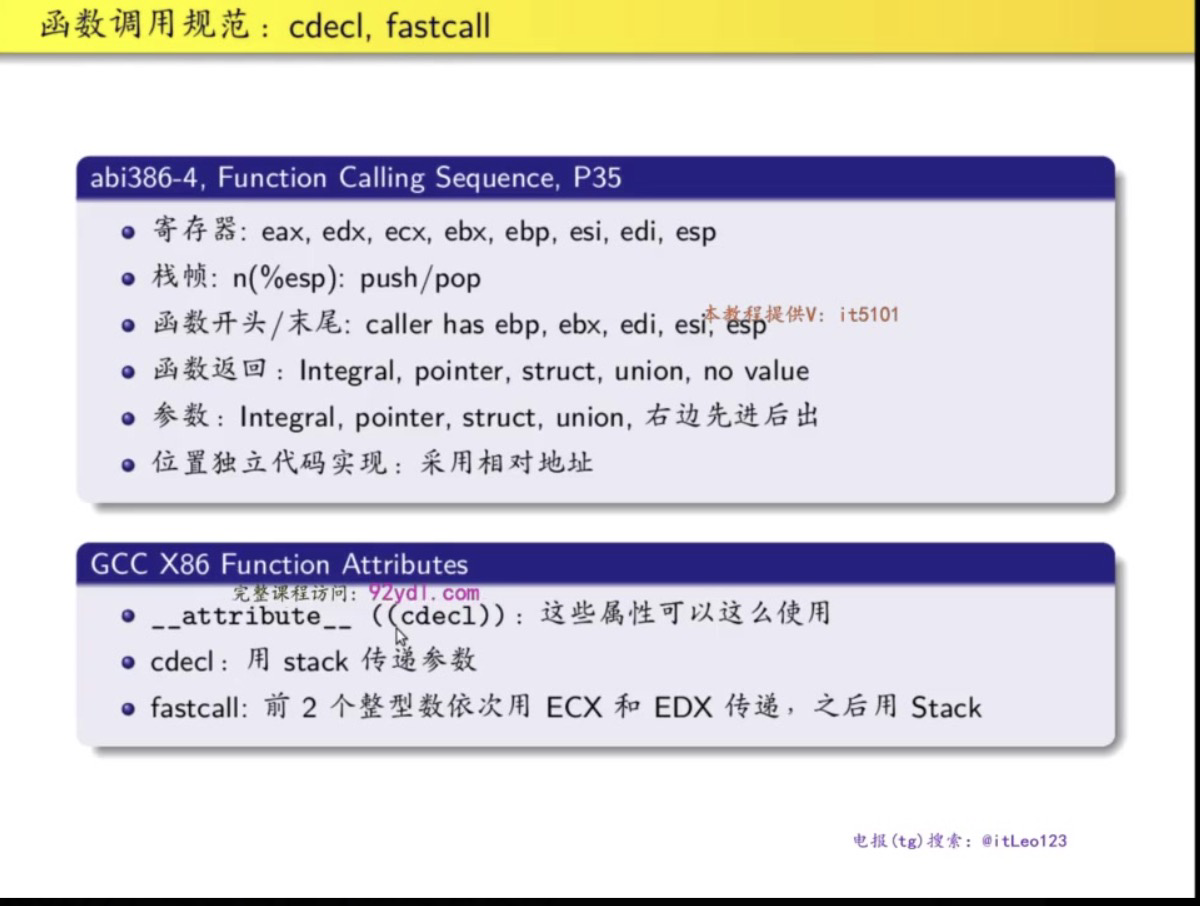 函数调用规范：cdecl, fastcall
abi386-4, Function Calling Sequence, P35
寄存器: eax, edx, ecx, ebx, ebp, esi, edi, esp
栈帧: n(%esp): push/pop
本教程提供V: it5101
函数开头/末尾: caller has ebp, ebx, edi, esi, esp
函数返回：Integral, pointer, struct, union, no value
参数：Integral, pointer, struct, union, 右边先进后出
位置独立代码实现：采用相对地址
GCC X86 Function Attributes
完整课程访问: 92ydl.com
__attribute__ ((cdecl))：这些属性可以这么使用
cdecl：用 stack 传递参数
fastcall: 前 2 个整型数依次用 ECX 和 EDX 传递，之后用 Stack
电报(tg)搜索: @itLeo123